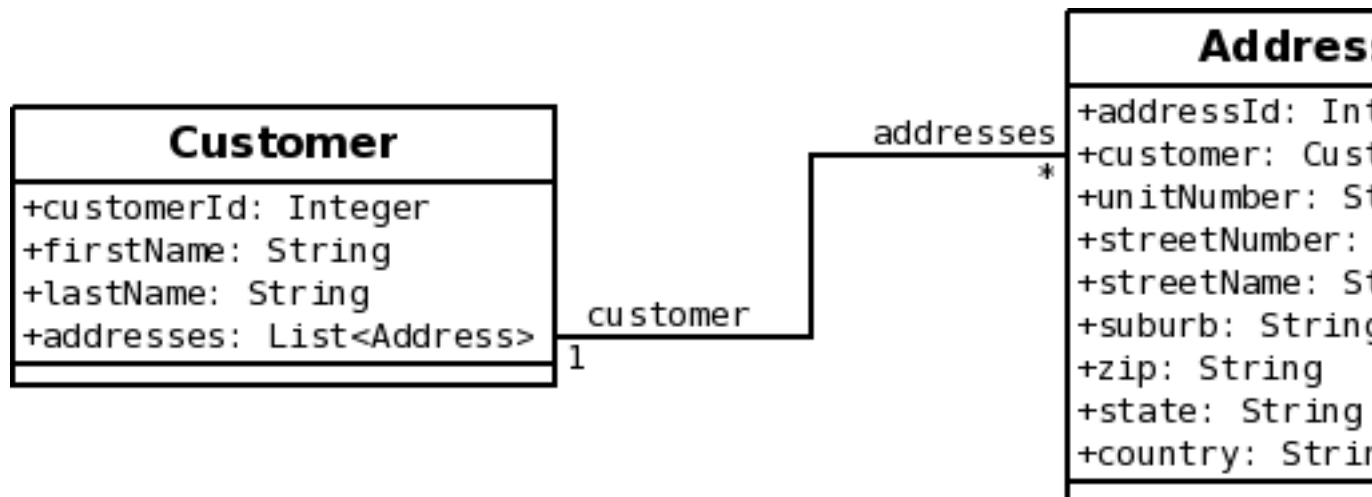 Customer
+customerId: Integer
+firstName: String
+lastName: String
+addresses: List<Address>
customer
1
addresses
*
+addressId:
+customer:
+unitNumber:
+streetNumber:
+streetName:
+suburb: String
+zip: String
+state: String
+country: